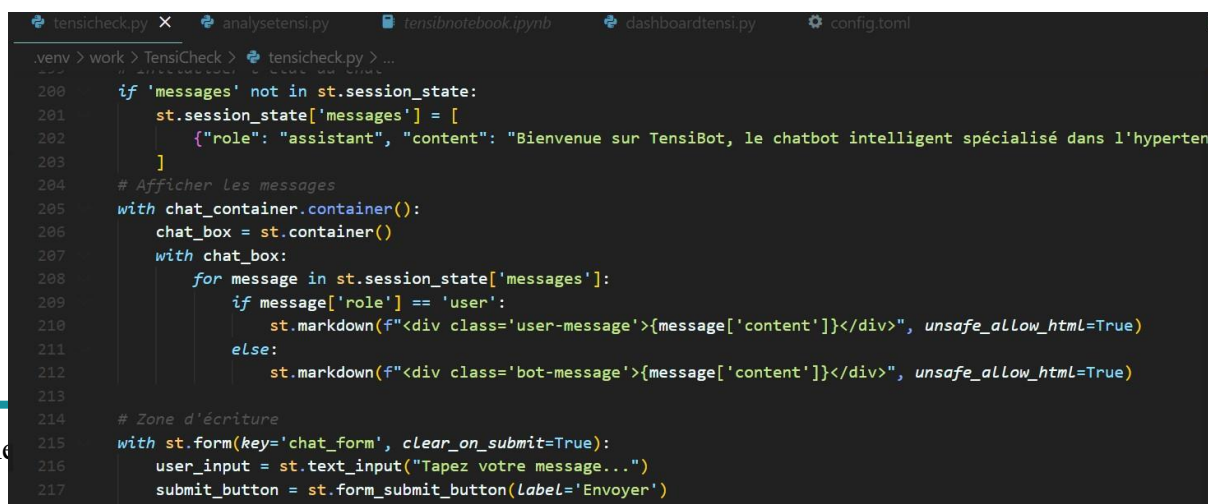 tensicheck.py X analysetensi.py tensibnotebook.ipynb dashboardtensi.py config.toml
.venv > work > TensiCheck > tensicheck.py > ...
200 if 'messages' not in st.session_state:
201 st.session_state['messages'] = [
202 {"role": "assistant", "content": "Bienvenue sur TensiBot, le chatbot intelligent spécialisé dans l'hyperten
203 ]
204 # Afficher les messages
205 with chat_container.container():
206 chat_box = st.container()
207 with chat_box:
208 for message in st.session_state['messages']:
209 if message['role'] == 'user':
210 st.markdown(f"<div class='user-message'>{message['content']}</div>", unsafe_allow_html=True)
211 else:
212 st.markdown(f"<div class='bot-message'>{message['content']}</div>", unsafe_allow_html=True)
213
214 # Zone d'écriture
215 with st.form(key='chat_form', clear_on_submit=True):
216 user_input = st.text_input("Tapez votre message...")
217 submit_button = st.form_submit_button(label='Envoyer')